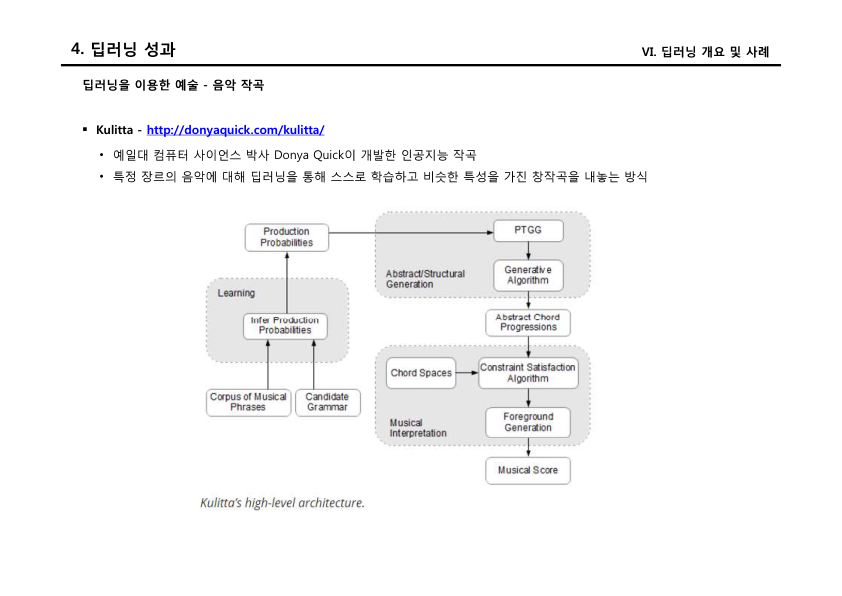 4. 딥러닝 성과
VI. 딥러닝 개요 및 사례
딥러닝을 이용한 예술 - 음악 작곡
▪ Kulitta - http://donyaquick.com/kulitta/
• 예일대 컴퓨터 사이언스 박사 Donya Quick이 개발한 인공지능 작곡
• 특정 장르의 음악에 대해 딥러닝을 통해 스스로 학습하고 비슷한 특성을 가진 창작곡을 내놓는 방식
Production
Probabilities
PTGG
Abstract/Structural
Generation
Generative
Algorithm
Learning
Infer Production
Probabilities
Abstract Chord
Progressions
Chord Spaces
Constraint Satisfaction
Algorithm
Corpus of Musical
Phrases
Candidate
Grammar
Musical
Interpretation
Foreground
Generation
Musical Score
Kulitta's high-level architecture.